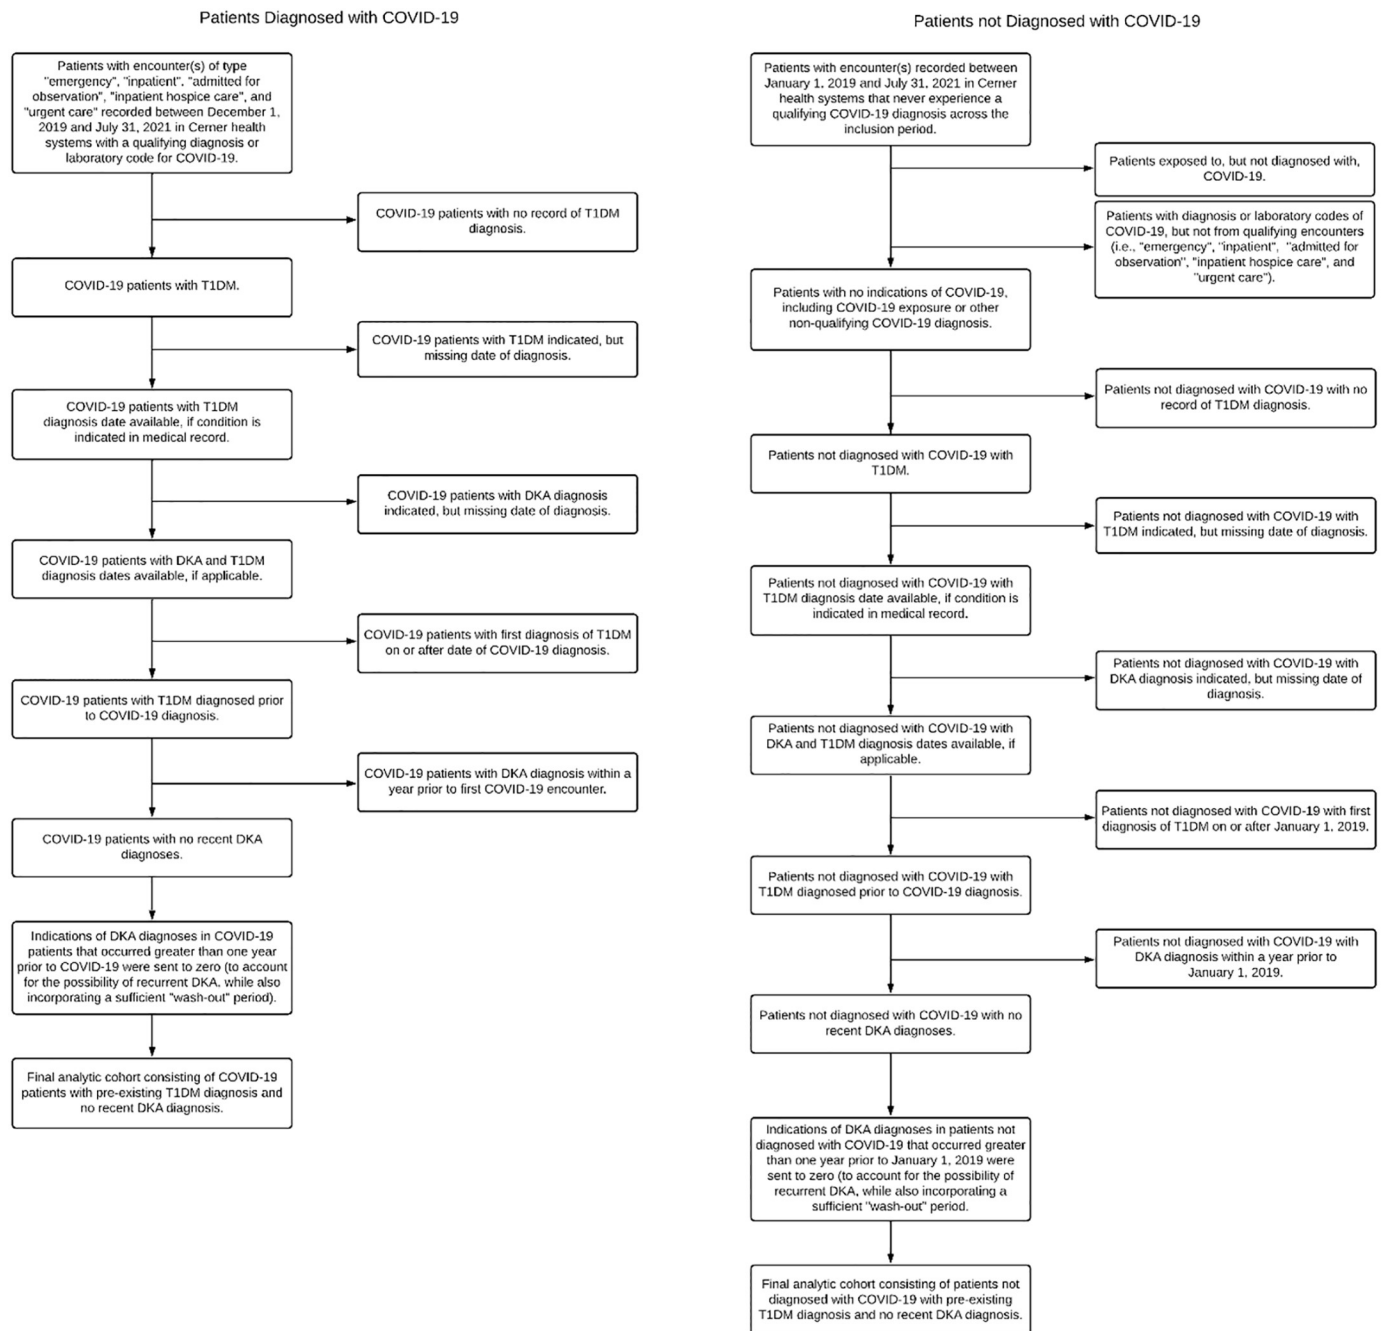 Patients Diagnosed with COVID-19
Patients with encounter(s) of type
"emergency", "inpatient", "admitted for
observation", "inpatient hospice care", and
"urgent care" recorded between December 1,
2019 and July 31, 2021 in Cerner health
systems with a qualifying diagnosis or
laboratory code for COVID-19.
COVID-19 patients with no record of T1DM
diagnosis.
COVID-19 patients with T1DM.
COVID-19 patients with T1DM indicated, but
missing date of diagnosis.
COVID-19 patients with T1DM
diagnosis date available, if condition is
indicated in medical record.
COVID-19 patients with DKA diagnosis
indicated, but missing date of diagnosis.
COVID-19 patients with DKA and T1DM
diagnosis dates available, if applicable.
COVID-19 patients with first diagnosis of T1DM
on or after date of COVID-19 diagnosis.
COVID-19 patients with T1DM diagnosed prior
to COVID-19 diagnosis.
COVID-19 patients with DKA diagnosis within a
year prior to first COVID-19 encounter.
COVID-19 patients with no recent DKA
diagnoses.
Indications of DKA diagnoses in COVID-19
patients that occurred greater than one year
prior to COVID-19 were sent to zero (to account
for the possibility of recurrent DKA, while also
incorporating a sufficient "wash-out" period).
Final analytic cohort consisting of COVID-19
patients with pre-existing T1DM diagnosis and
no recent DKA diagnosis.
Patients not Diagnosed with COVID-19
Patients with encounter(s) recorded between
January 1, 2019 and July 31, 2021 in Cerner
health systems that never experience a
qualifying COVID-19 diagnosis across the
inclusion period.
Patients exposed to, but not diagnosed with,
COVID-19.
Patients with diagnosis or laboratory codes of
COVID-19, but not from qualifying encounters
(i.e., "emergency", "inpatient", "admitted for
observation", "inpatient hospice care", and
"urgent care").
Patients with no indications of COVID-19,
including COVID-19 exposure or other
non-qualifying COVID-19 diagnosis.
Patients not diagnosed with COVID-19 with no
record of T1DM diagnosis.
Patients not diagnosed with COVID-19 with
T1DM.
Patients not diagnosed with COVID-19 with
T1DM indicated, but missing date of diagnosis.
Patients not diagnosed with COVID-19 with
T1DM diagnosis date available, if condition is
indicated in medical record.
Patients not diagnosed with COVID-19 with
DKA diagnosis indicated, but missing date of
diagnosis.
Patients not diagnosed with COVID-19 with
DKA and T1DM diagnosis dates available, if
applicable.
Patients not diagnosed with COVID-19 with first
diagnosis of T1DM on or after January 1, 2019.
Patients not diagnosed with COVID-19 with
T1DM diagnosed prior to COVID-19 diagnosis.
Patients not diagnosed with COVID-19 with
DKA diagnosis within a year prior to
January 1, 2019.
Patients not diagnosed with COVID-19 with no
recent DKA diagnoses.
Indications of DKA diagnoses in patients not
diagnosed with COVID-19 that occurred greater
than one year prior to January 1, 2019 were
sent to zero (to account for the possibility of
recurrent DKA, while also incorporating a
sufficient "wash-out" period.
Final analytic cohort consisting of patients not
diagnosed with COVID-19 with pre-existing
T1DM diagnosis and no recent DKA diagnosis.